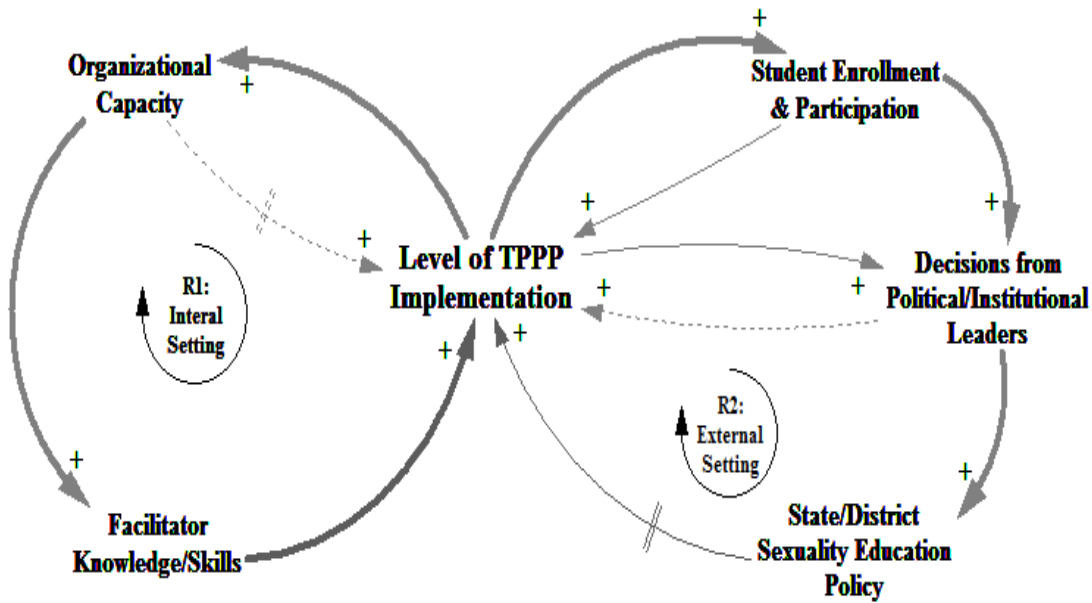 Organizational
Capacity
+
+
Student Enrollment
& Participation
+
+
+
Level of TPPP
Implementation
+
+
+
+
Decisions from
Political/Institutional
Leaders
R1:
Interal
Setting
R2:
External
Setting
+
+
Facilitator
Knowledge/Skills
State/District
Sexuality Education
Policy